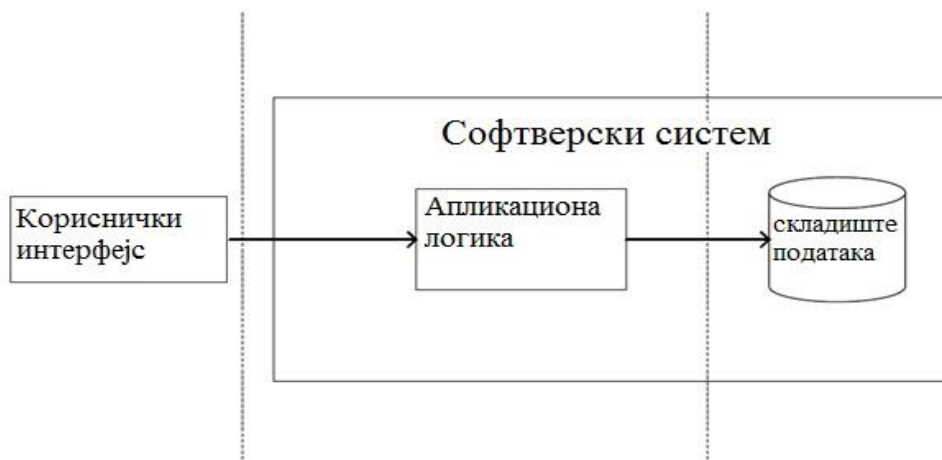 Софтверски систем
Кориснички
интерфејс
Апликациона
логика
складиште
података